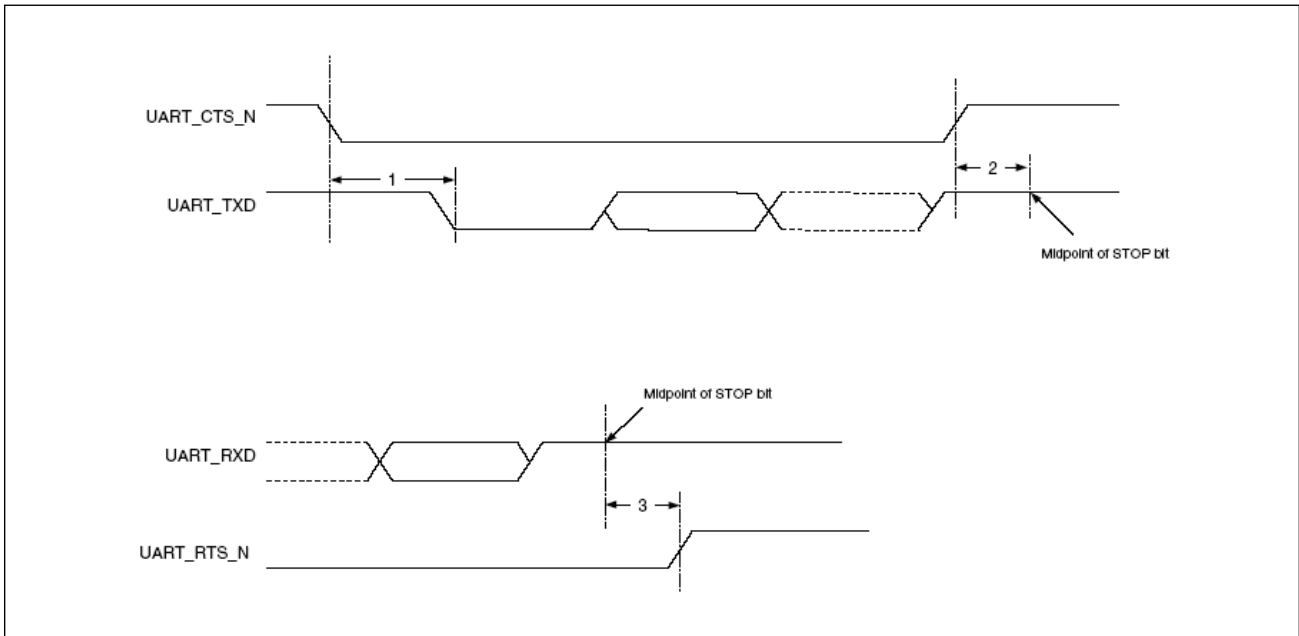 UART_CTS_N
1
2
UART_TXD
Midpoint of STOP bit
Midpoint of STOP bit
UART_RXD
3
UART_RTS_N